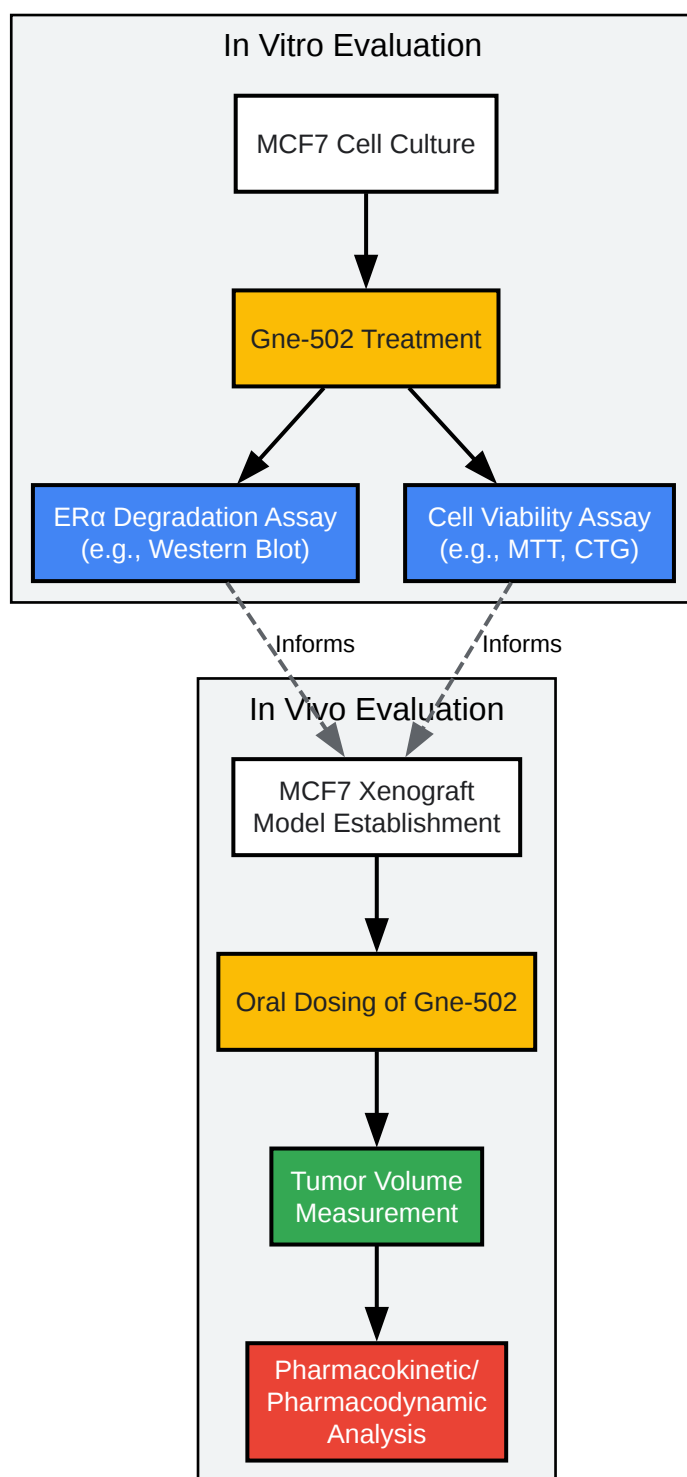 In Vitro Evaluation
MCF7 Cell Culture
Gne-502 Treatment
ERα Degradation Assay
(e.g., Western Blot)
Cell Viability Assay
(e.g., MTT, CTG)
Informs
Informs
In Vivo Evaluation
MCF7 Xenograft
Model Establishment
Oral Dosing of Gne-502
Tumor Volume
Measurement
Pharmacokinetic/
Pharmacodynamic
Analysis